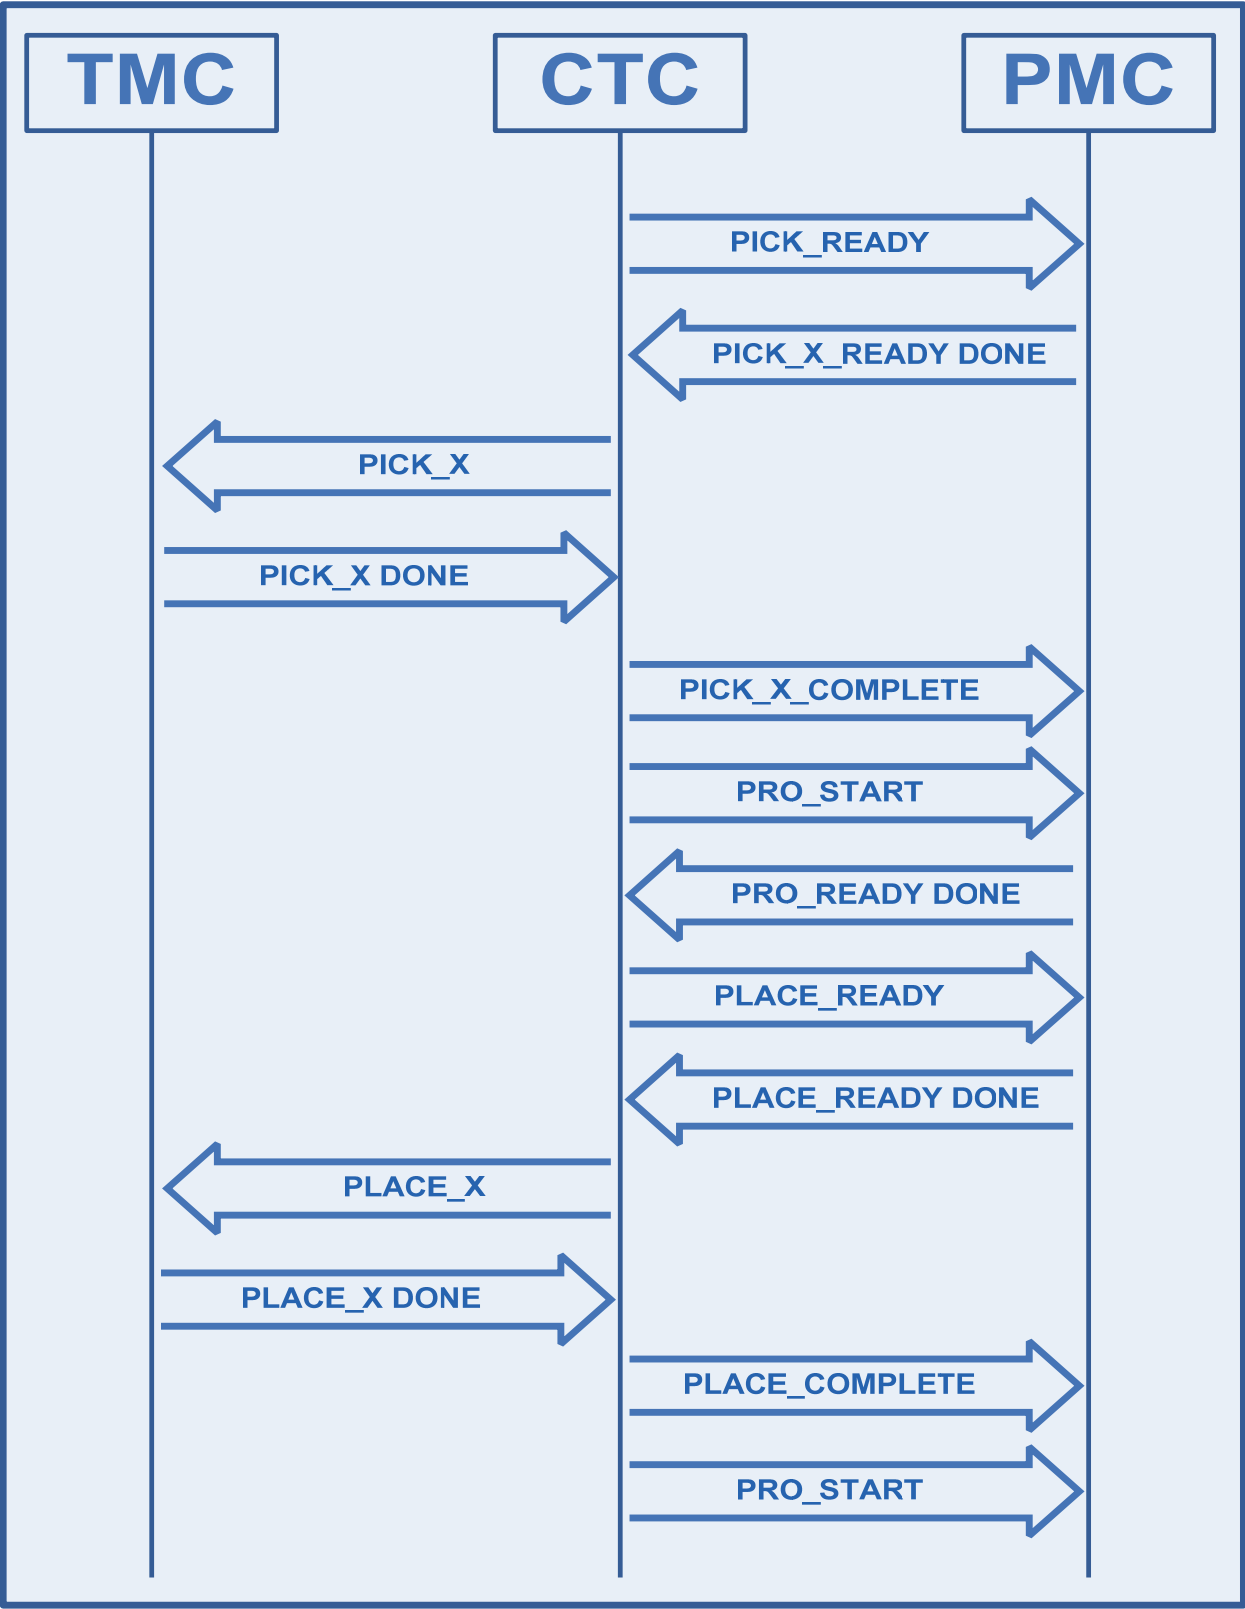 TMC
CTC
PMC
PICK_READY
PICK_X_READY DONE
PICK_X
PICK_X DONE
PICK_X_COMPLETE
PRO_START
PRO_READY DONE
PLACE_READY
PLACE_READY DONE
PLACE_X
PLACE_X DONE
PLACE_COMPLETE
PRO_START